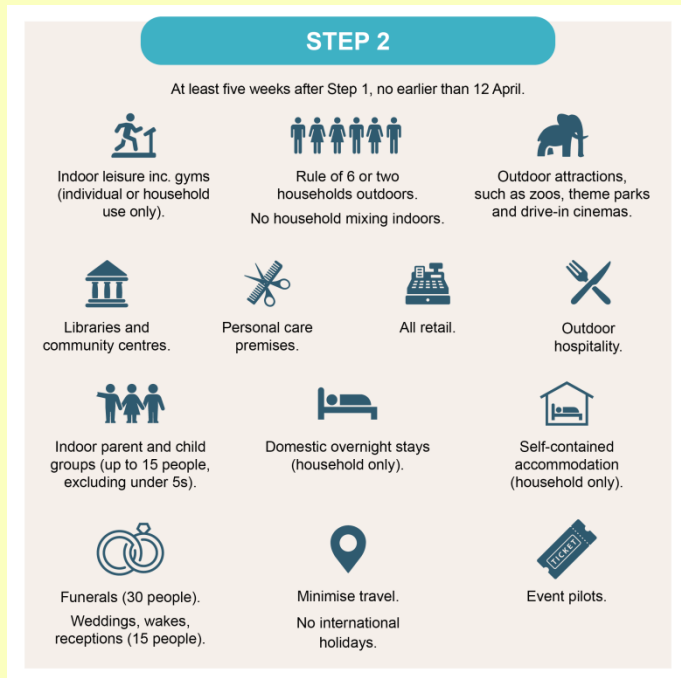 STEP 2
At least five weeks after Step 1, no earlier than 12 April.
Indoor leisure inc. gyms
(individual or household
use only).
Rule of 6 or two
households outdoors.
No household mixing indoors.
Outdoor attractions,
such as zoos, theme parks
and drive-in cinemas.
Libraries and
community centres.
Personal care
premises.
All retail.
Outdoor
hospitality.
Indoor parent and child
groups (up to 15 people,
excluding under 5s).
Domestic overnight stays
(household only).
Self-contained
accommodation
(household only).
Funerals (30 people).
Weddings, wakes,
receptions (15 people).
Minimise travel.
No international
holidays.
TICKET
Event pilots.